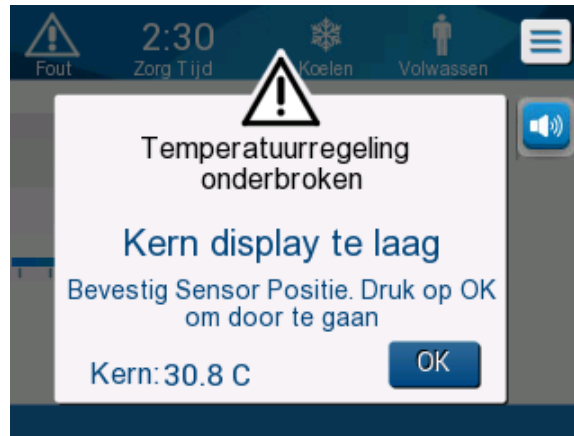 2:30
Fout
Zorg Tijd
Koelen
Volwassen
Temperatuurregeling
onderbroken
Kern display te laag
Bevestig Sensor Positie. Druk op OK
om door te gaan
Kern: 30.8 C
OK